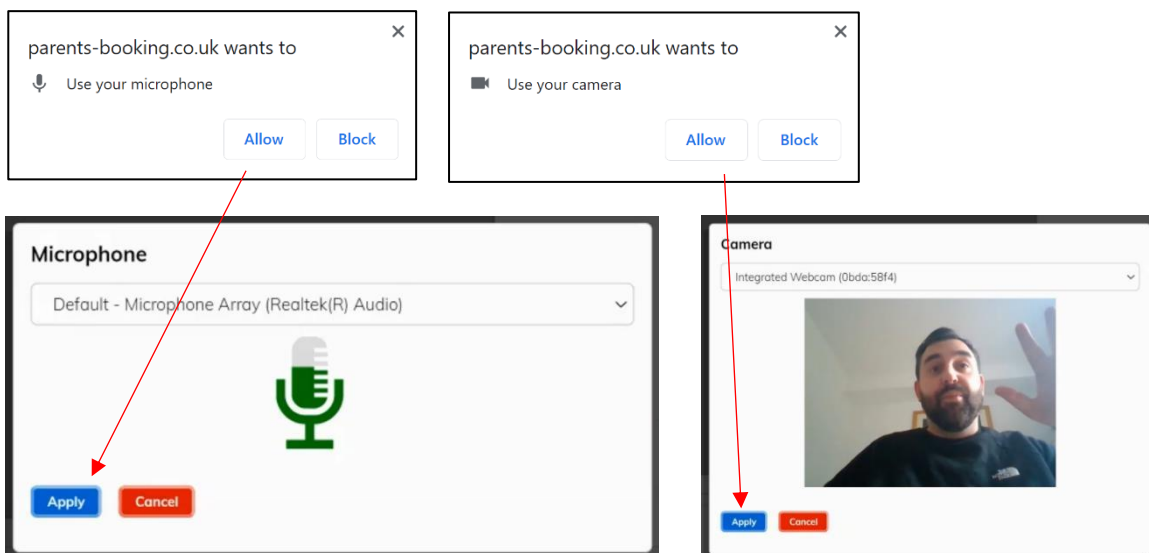 parents-booking.co.uk wants to
Use your microphone
Allow
Block
parents-booking.co.uk wants to
Use your camera
Allow
Block
Microphone
Default - Microphone Array (Realtek(R) Audio)
Apply
Cancel
Camera
Integrated Webcam (0bda:58f4)
Apply
Cancel